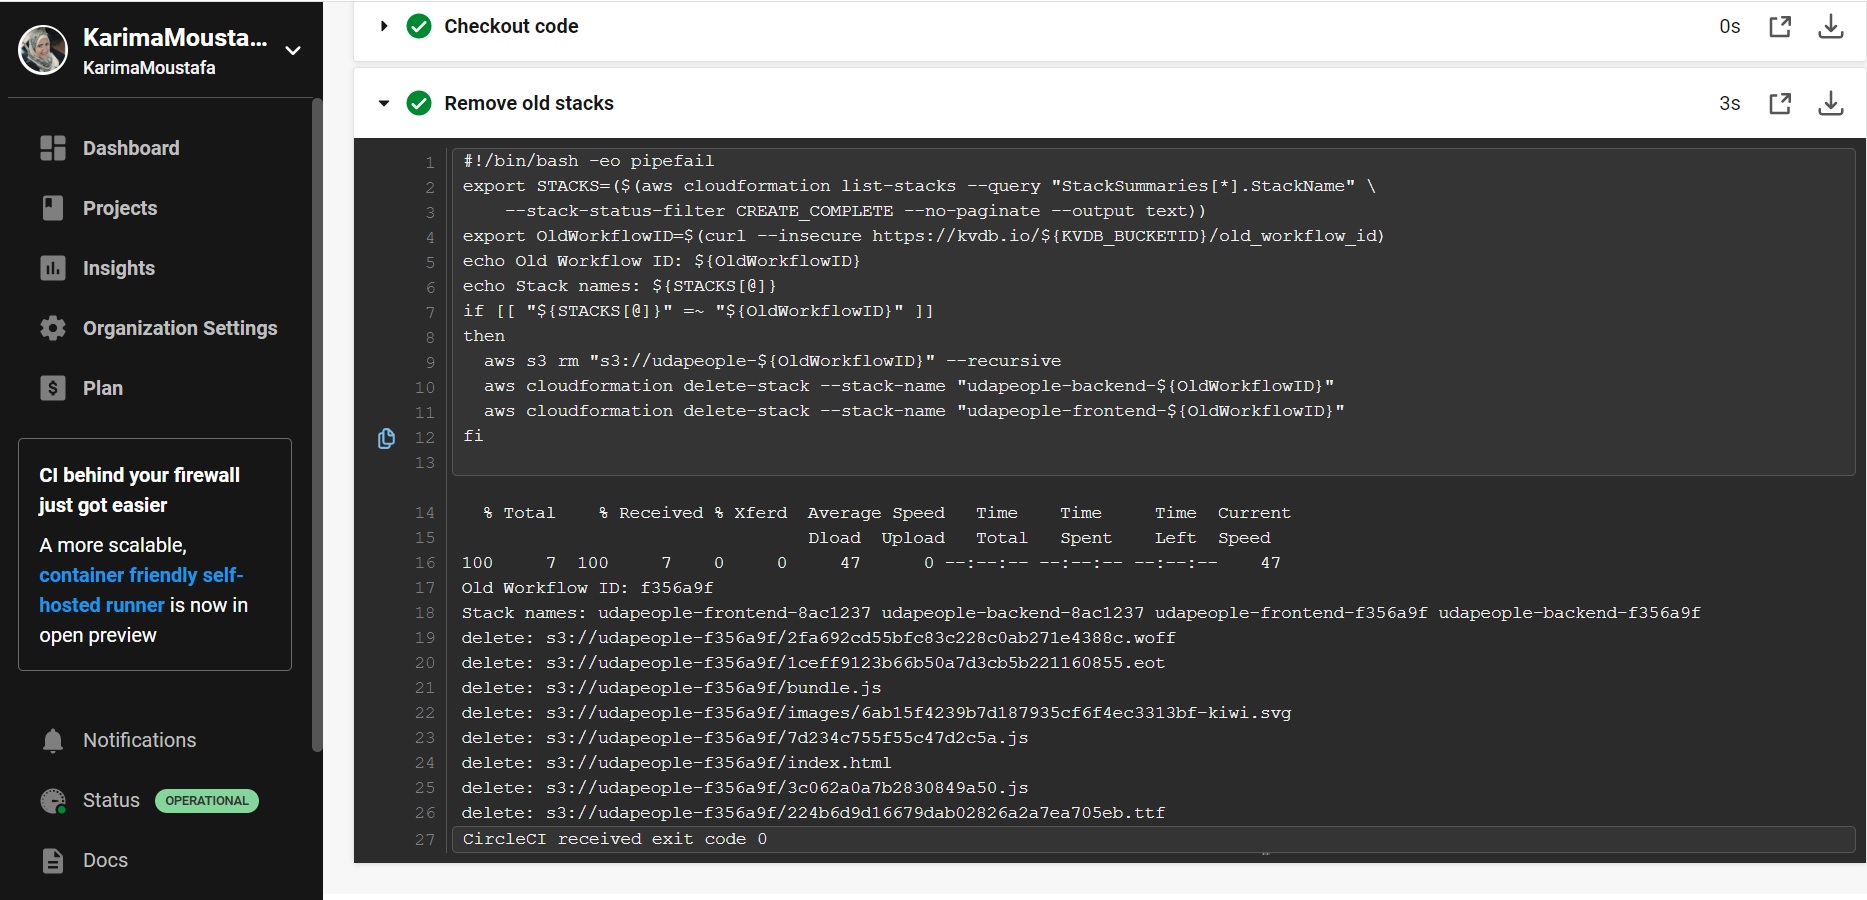 KarimaMousta...
KarimaMoustafa
Dashboard
Projects
Insights
Organization Settings
Plan
CI behind your firewall
just got easier
A more scalable,
container friendly self-
hosted runner is now in
open preview
Notifications
Status OPERATIONAL
Docs
Checkout code 0s
Remove old stacks 3s
1 #!/bin/bash -eo pipefail
2 export STACKS=($(aws cloudformation list-stacks --query "StackSummaries[*].StackName" \
3     --stack-status-filter CREATE_COMPLETE --no-paginate --output text))
4 export OldWorkflowID=$(curl --insecure https://kvdb.io/${KVDB_BUCKETID}/old_workflow_id)
5 echo Old Workflow ID: ${OldWorkflowID}
6 echo Stack names: ${STACKS[@]}
7 if [[ "${STACKS[@]}" =~ "${OldWorkflowID}" ]]
8 then
9   aws s3 rm "s3://udapeople-${OldWorkflowID}" --recursive
10   aws cloudformation delete-stack --stack-name "udapeople-backend-${OldWorkflowID}"
11   aws cloudformation delete-stack --stack-name "udapeople-frontend-${OldWorkflowID}"
12 fi
13
14   % Total    % Received % Xferd  Average Speed   Time    Time     Time  Current
15                                  Dload  Upload   Total   Spent    Left  Speed
16 100     7  100     7    0     0     47      0 --:--:-- --:--:-- --:--:--    47
17 Old Workflow ID: f356a9f
18 Stack names: udapeople-frontend-8ac1237 udapeople-backend-8ac1237 udapeople-frontend-f356a9f udapeople-backend-f356a9f
19 delete: s3://udapeople-f356a9f/2fa692cd55bfc83c228c0ab271e4388c.woff
20 delete: s3://udapeople-f356a9f/1ceff9123b66b50a7d3cb5b221160855.eot
21 delete: s3://udapeople-f356a9f/bundle.js
22 delete: s3://udapeople-f356a9f/images/6ab15f4239b7d187935cf6f4ec3313bf-kiwi.svg
23 delete: s3://udapeople-f356a9f/7d234c755f55c47d2c5a.js
24 delete: s3://udapeople-f356a9f/index.html
25 delete: s3://udapeople-f356a9f/3c062a0a7b2830849a50.js
26 delete: s3://udapeople-f356a9f/224b6d9d16679dab02826a2a7ea705eb.ttf
27 CircleCI received exit code 0